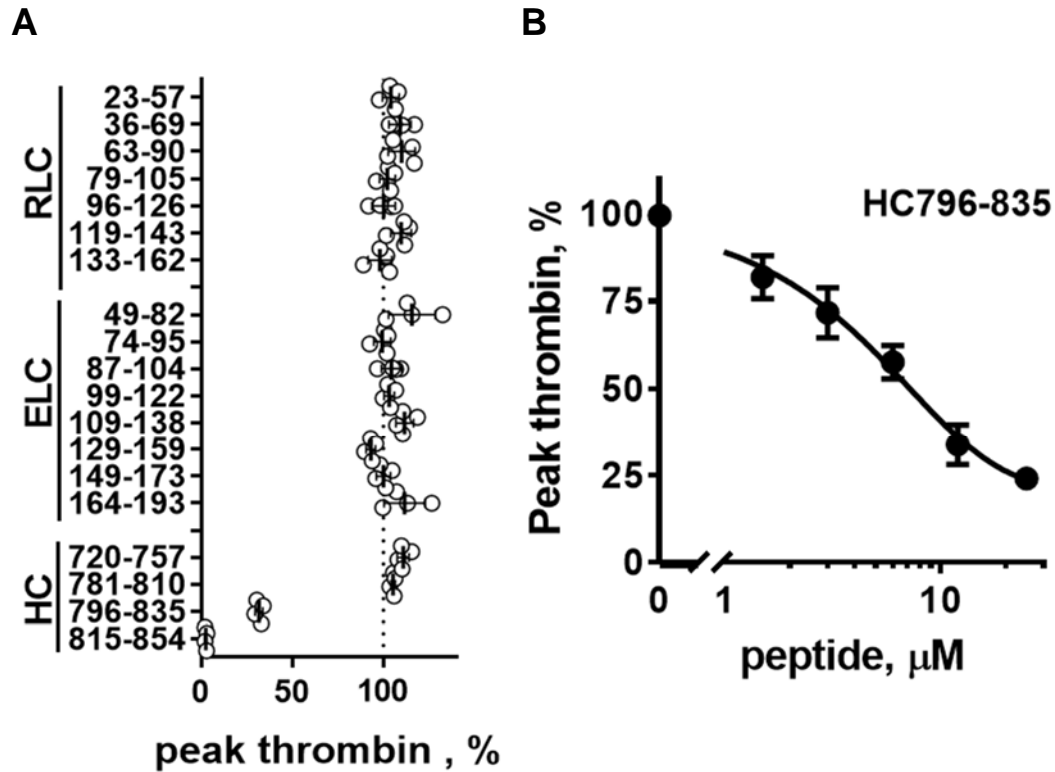 A
B
RLC
23-57
36-69
63-90
79-105
96-126
119-143
133-162
ELC
49-82
74-95
87-104
99-122
109-138
129-159
149-173
164-193
HC
720-757
781-810
796-835
815-854
0 50 100
peak thrombin , %
HC796-835
Peak thrombin, %
100
75
50
25
0
0 1 10
peptide, μM